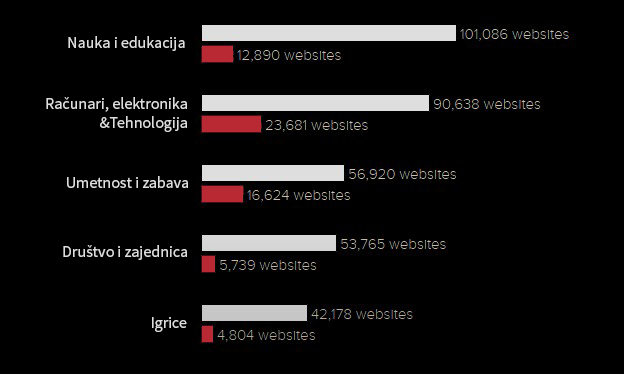 Nauka i edukacija
101,086 websites
12,890 websites
Računari, elektronika
&Tehnologija
90,638 websites
23,681 websites
Umetnost i zabava
56,920 websites
16,624 websites
Društvo i zajednica
53,765 websites
5,739 websites
Igrice
42,178 websites
4,804 websites